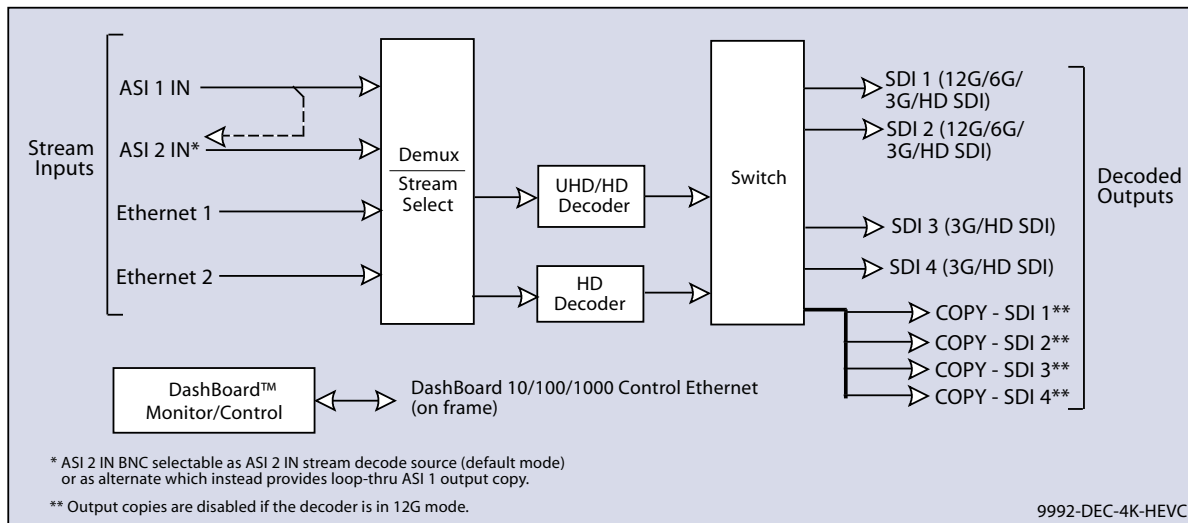 Stream
Inputs
ASI 1 IN
ASI 2 IN*
Ethernet 1
Ethernet 2
Demux
Stream
Select
UHD/HD
Decoder
HD
Decoder
Switch
SDI 1 (12G/6G/
3G/HD SDI)
SDI 2 (12G/6G/
3G/HD SDI)
SDI 3 (3G/HD SDI)
SDI 4 (3G/HD SDI)
COPY - SDI 1**
COPY - SDI 2**
COPY - SDI 3**
COPY - SDI 4**
Decoded
Outputs
DashBoard™
Monitor/Control
DashBoard 10/100/1000 Control Ethernet
(on frame)
* ASI 2 IN BNC selectable as ASI 2 IN stream decode source (default mode)
or as alternate which instead provides loop-thru ASI 1 output copy.
** Output copies are disabled if the decoder is in 12G mode.
9992-DEC-4K-HEVC